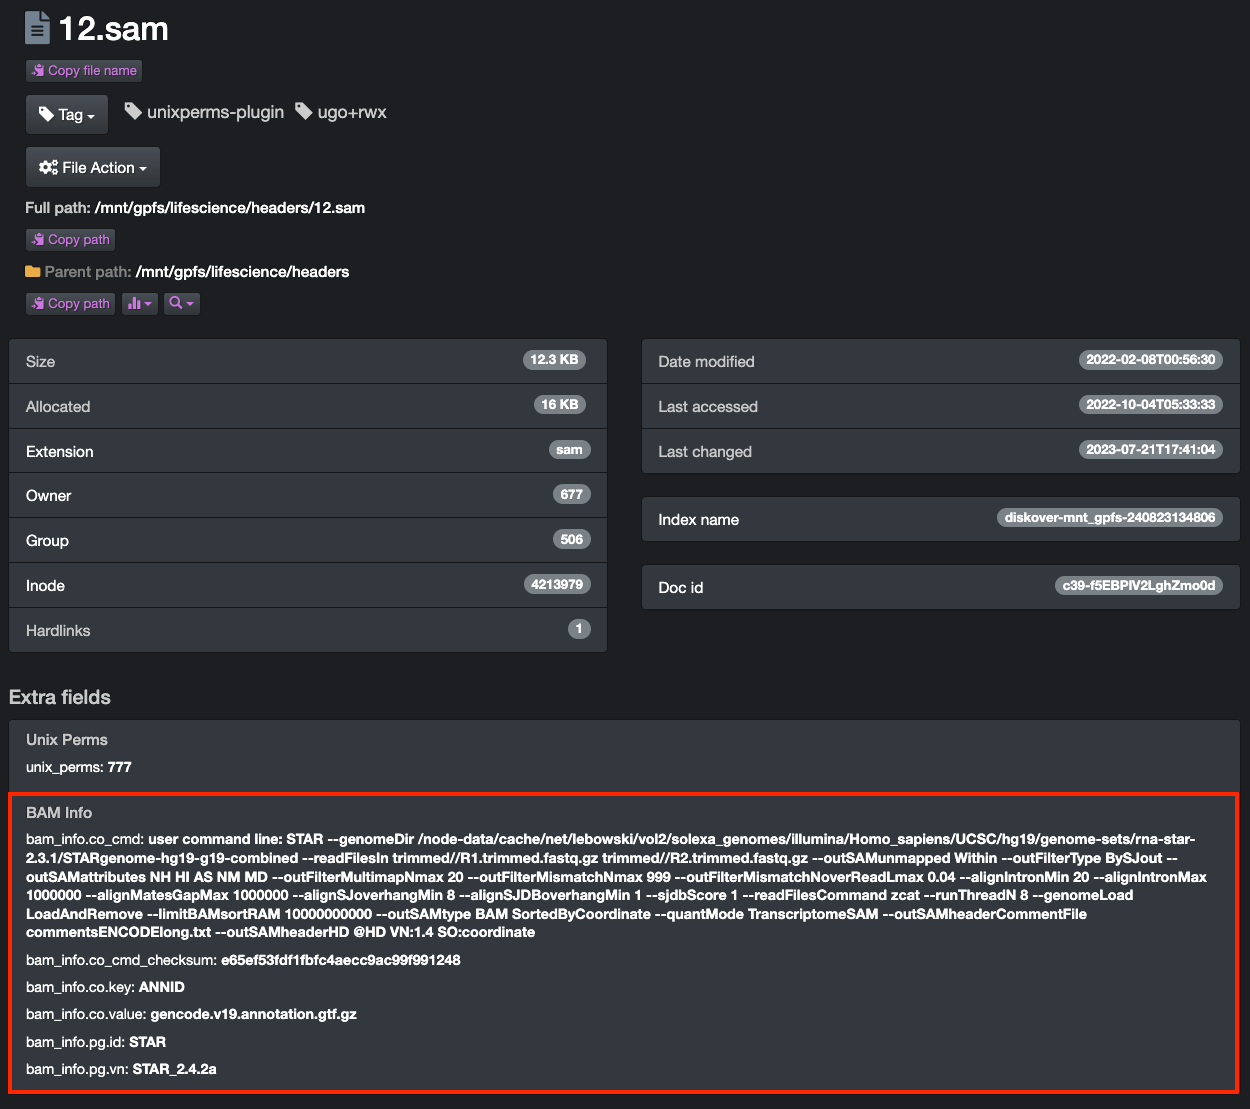 12.sam
Copy file name
Tag
unixperms-plugin
ugo+rwx
File Action
Full path: /mnt/gpfs/lifescience/headers/12.sam
Copy path
Parent path: /mnt/gpfs/lifescience/headers
Copy path
Size 12.3 KB
Allocated 16 KB
Extension sam
Owner 677
Group 506
Inode 4213979
Hardlinks 1
Date modified 2022-02-08T00:56:30
Last accessed 2022-10-04T05:33:33
Last changed 2023-07-21T17:41:04
Index name diskover-mnt_gpfs-240823134806
Doc id c39-f5EBPIV2LghZmo0d
Extra fields
Unix Perms
unix_perms: 777
BAM Info
bam_info.co_cmd: user command line: STAR --genomeDir /node-data/cache/net/lebowski/vol2/solexa_genomes/illumina/Homo_sapiens/UCSC/hg19/genome-sets/rna-star-
2.3.1/STARgenome-hg19-g19-combined --readFilesIn trimmed//R1.trimmed.fastq.gz trimmed//R2.trimmed.fastq.gz --outSAMunmapped Within --outFilterType BySJout --
outSAMattributes NH HI AS NM MD --outFilterMultimapNmax 20 --outFilterMismatchNmax 999 --outFilterMismatchNoverReadLmax 0.04 --alignIntronMin 20 --alignIntronMax
1000000 --alignMatesGapMax 1000000 --alignSJoverhangMin 8 --alignSJDBoverhangMin 1 --sjdbScore 1 --readFilesCommand zcat --runThreadN 8 --genomeLoad
LoadAndRemove --limitBAMsortRAM 10000000000 --outSAMtype BAM SortedByCoordinate --quantMode TranscriptomeSAM --outSAMheaderCommentFile
commentsENCODElong.txt --outSAMheaderHD @HD VN:1.4 SO:coordinate
bam_info.co_cmd_checksum: e65ef53fdf1fbfc4aecc9ac99f991248
bam_info.co.key: ANNID
bam_info.co.value: gencode.v19.annotation.gtf.gz
bam_info.pg.id: STAR
bam_info.pg.vn: STAR_2.4.2a